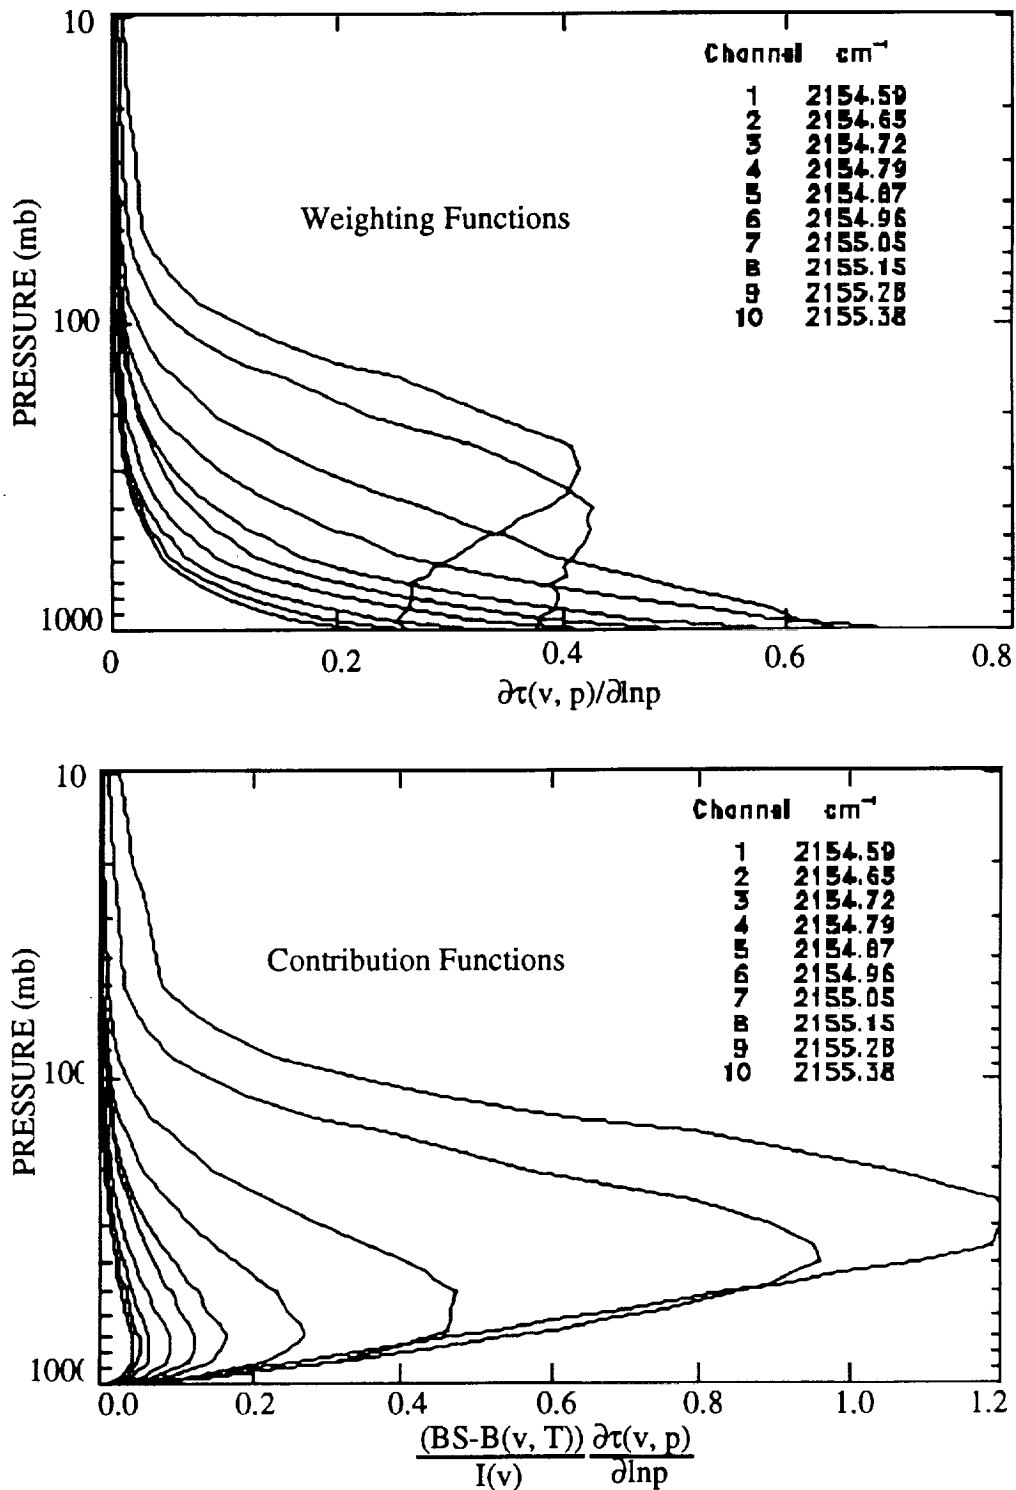 10
Channel cm⁻¹
1 2154.59
2 2154.65
3 2154.72
4 2154.79
5 2154.87
6 2154.96
7 2155.05
8 2155.15
9 2155.26
10 2155.38
Weighting Functions
PRESSURE (mb)
100
1000
0 0.2 0.4 0.6 0.8
∂τ(v, p)/∂lnp
10
Channel cm⁻¹
1 2154.59
2 2154.65
3 2154.72
4 2154.79
5 2154.87
6 2154.96
7 2155.05
8 2155.15
9 2155.26
10 2155.38
Contribution Functions
PRESSURE (mb)
100
1000
0.0 0.2 0.4 0.6 0.8 1.0 1.2
(BS-B(v, T)) ∂τ(v, p)
I(v) ∂lnp